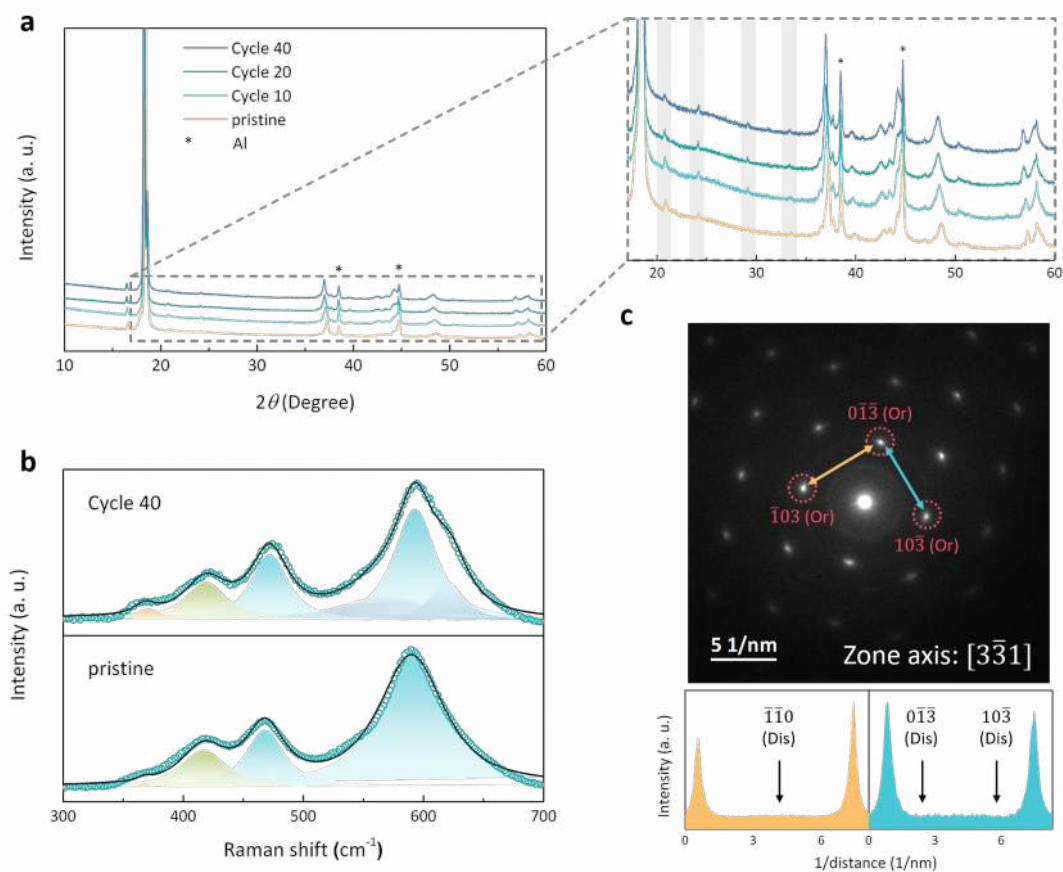 a
Cycle 40
Cycle 20
Cycle 10
pristine
* Al
Intensity (a. u.)
* *
10 20 30 40 50 60
2θ (Degree)
* *
20 30 40 50 60
b
Cycle 40
pristine
Intensity (a. u.)
300 400 500 600 700
Raman shift (cm⁻¹)
c
01̅3̅ (Or)
1̅03 (Or)
103̅ (Or)
5 1/nm
Zone axis: [33̅1]
Intensity (a. u.)
1̅1̅0
(Dis)
01̅3̅
(Dis)
103̅
(Dis)
0 3 6 0 3 6
1/distance (1/nm)